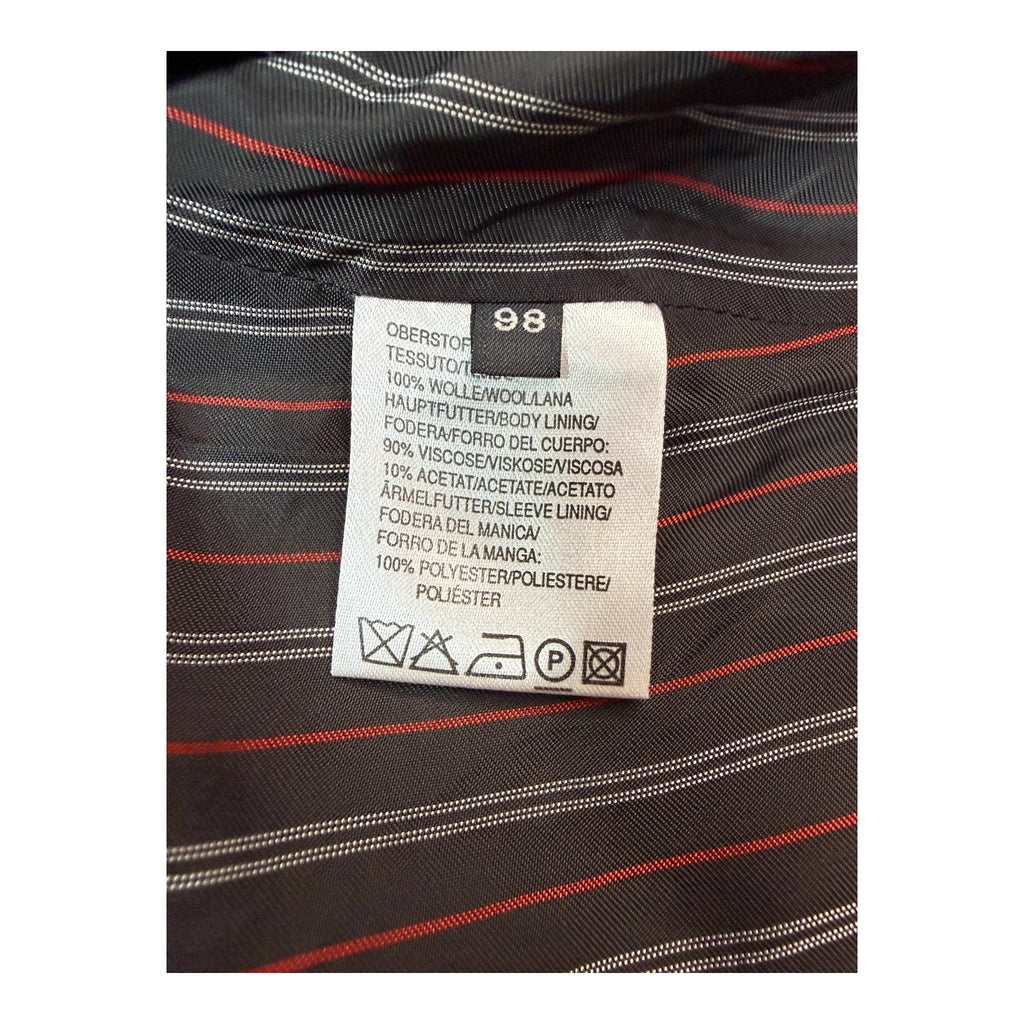 98
OBERSTOF
TESSUTO/
100% WOLLE/WOOL/LANA
HAUPTFUTTER/BODY LINING/
FODERA/FORRO DEL CUERPO:
90% VISCOSE/VISKOSE/VISCOSA
10% ACETAT/ACETATE/ACETATO
ÄRMELFUTTER/SLEEVE LINING/
FODERA DEL MANICA/
FORRO DE LA MANGA:
100% POLYESTER/POLIESTERE/
POLIÉSTER
P